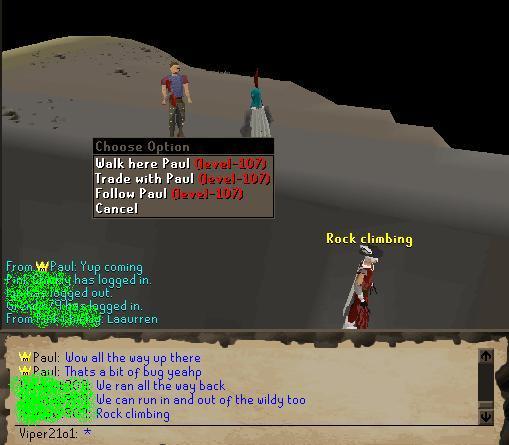 Choose Option
Walk here Paul (level-107)
Trade with Paul (level-107)
Follow Paul (level-107)
Cancel
Rock climbing
From Paul: Yup coming
has logged in.
logged out.
has logged in.
From Laaurren
Paul: Wow all the way up there
Paul: Thats a bit of bug yeahp
We ran all the way back
We can run in and out of the wildy too
Rock climbing
Viper21o1: *